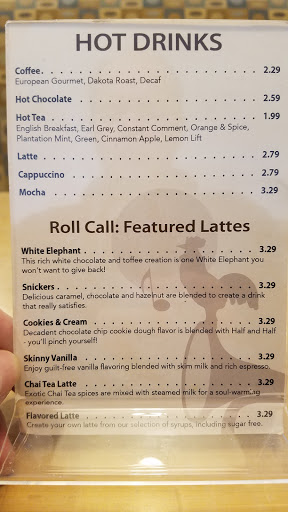 HOT DRINKS
Coffee 2.29
European Gourmet, Dakota Roast, Decaf
Hot Chocolate 2.59
Hot Tea 1.99
English Breakfast, Earl Grey, Constant Comment, Orange & Spice,
Plantation Mint, Green, Cinnamon Apple, Lemon Lift
Latte 2.79
Cappuccino 2.79
Mocha 3.29
Roll Call: Featured Lattes
White Elephant 3.29
This rich white chocolate and toffee creation is one White Elephant you
won't want to give back!
Snickers 3.29
Delicious caramel, chocolate and hazelnut are blended to create a drink
that really satisfies.
Cookies & Cream 3.29
Decadent chocolate chip cookie dough flavor is blended with Half and Half
- you'll pinch yourself!
Skinny Vanilla 3.29
Enjoy guilt-free vanilla flavoring blended with skim milk and rich espresso.
Chai Tea Latte 3.29
Exotic Chai Tea spices are mixed with steamed milk for a soul-warming
experience.
Flavored Latte 3.29
Create your own latte from our selection of syrups, Including sugar free.